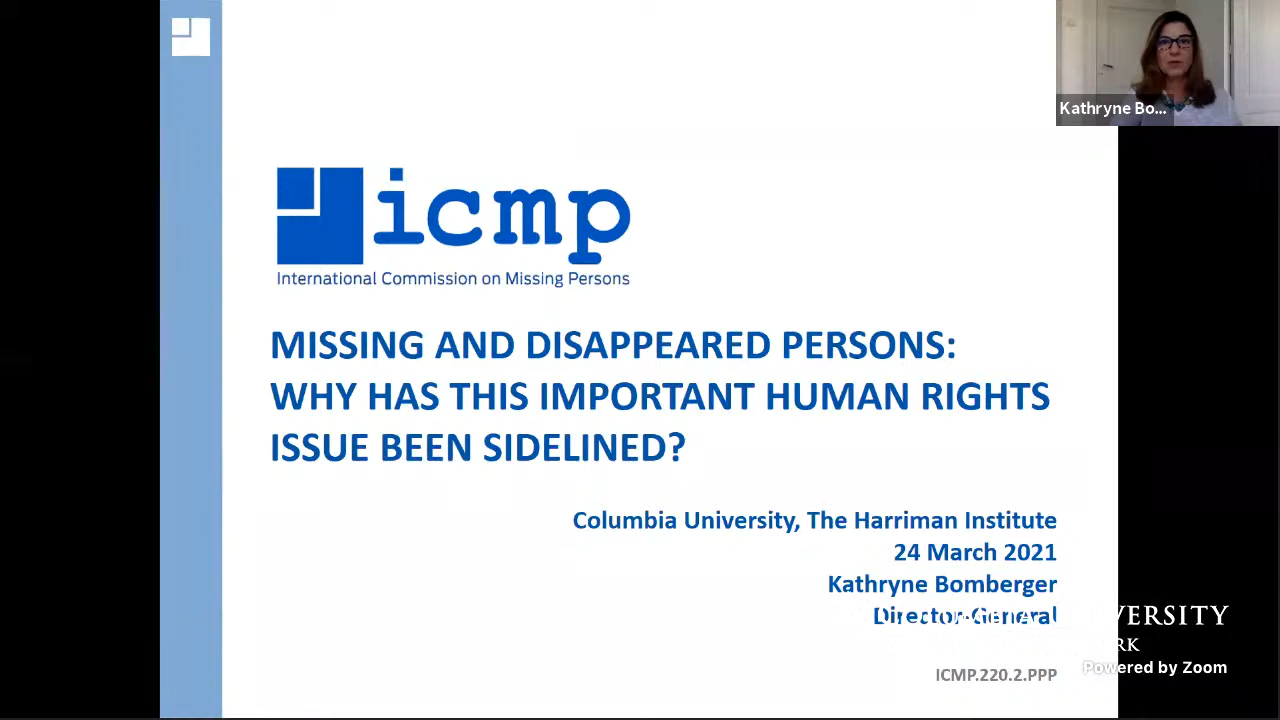 Kathryne Bo...
icmp
International Commission on Missing Persons
MISSING AND DISAPPEARED PERSONS:
WHY HAS THIS IMPORTANT HUMAN RIGHTS
ISSUE BEEN SIDELINED?
Columbia University, The Harriman Institute
24 March 2021
Kathryne Bomberger
Director-General
VERSITY
RK
Powered by Zoom
ICMP.220.2.PPP